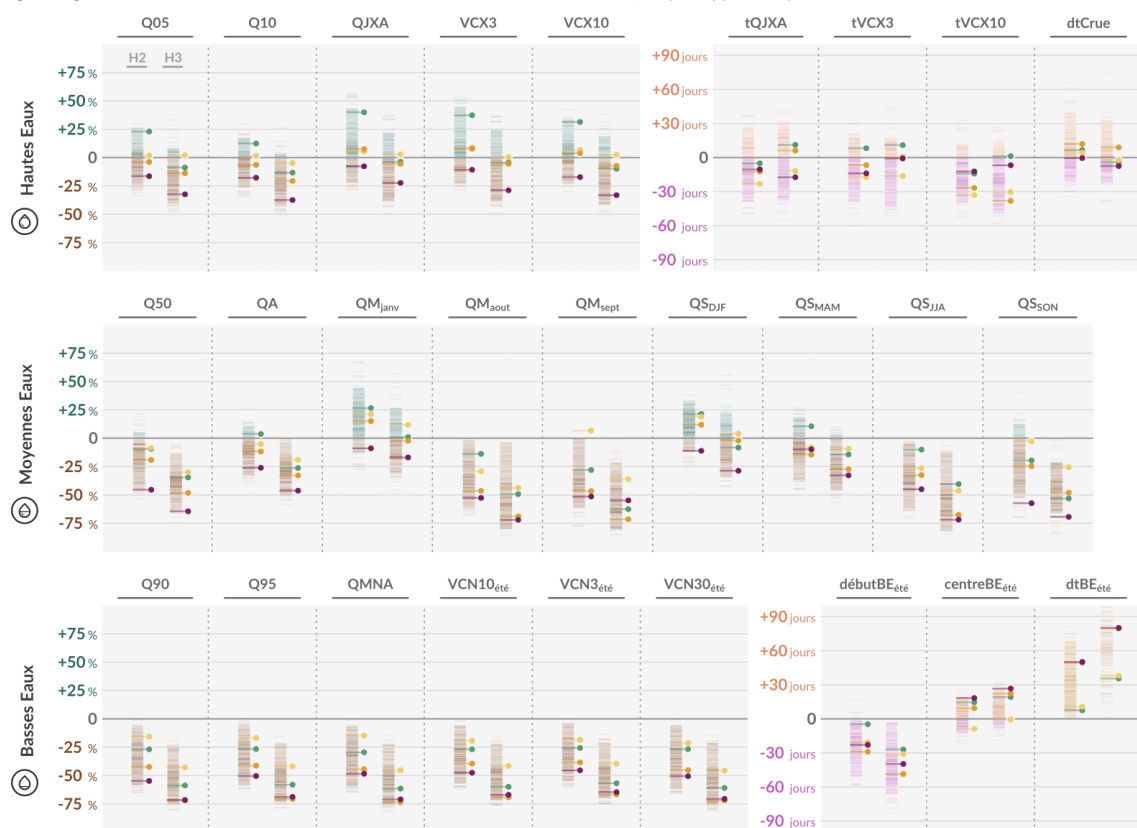 Q05 Q10 QJXA VCX3 VCX10 tQJXA tVCX3 tVCX10 dtCrue
H2 H3
Hautes Eaux
+75 %
+50 %
+25 %
0
-25 %
-50 %
-75 %
+90 jours
+60 jours
+30 jours
0
-30 jours
-60 jours
-90 jours
Q50 QA QMjanv QMaout QMsept QSDJF QSMAM QSJJA QSSON
Moyennes Eaux
+75 %
+50 %
+25 %
0
-25 %
-50 %
-75 %
Q90 Q95 QMNA VCN10été VCN3été VCN30été débutBEété centreBEété dtBEété
Basses Eaux
+75 %
+50 %
+25 %
0
-25 %
-50 %
-75 %
+90 jours
+60 jours
+30 jours
0
-30 jours
-60 jours
-90 jours